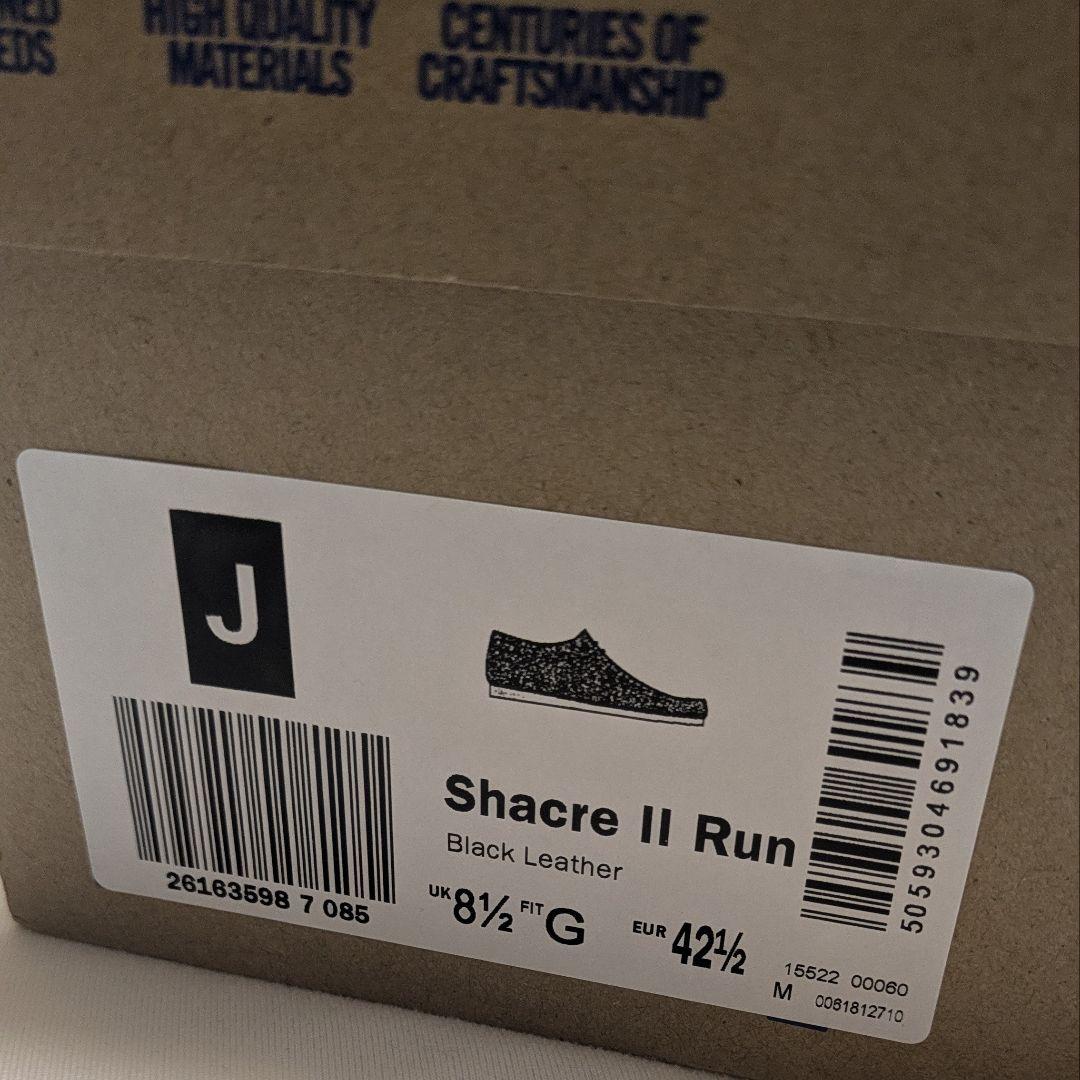 HIGH QUALITY
MATERIALS
CENTURIES OF
CRAFTSMANSHIP
J
26163598 7 085
Shacre II Run
Black Leather
UK 8½ FIT G EUR 42½
5059304691839
15522 00060
M 0061812710